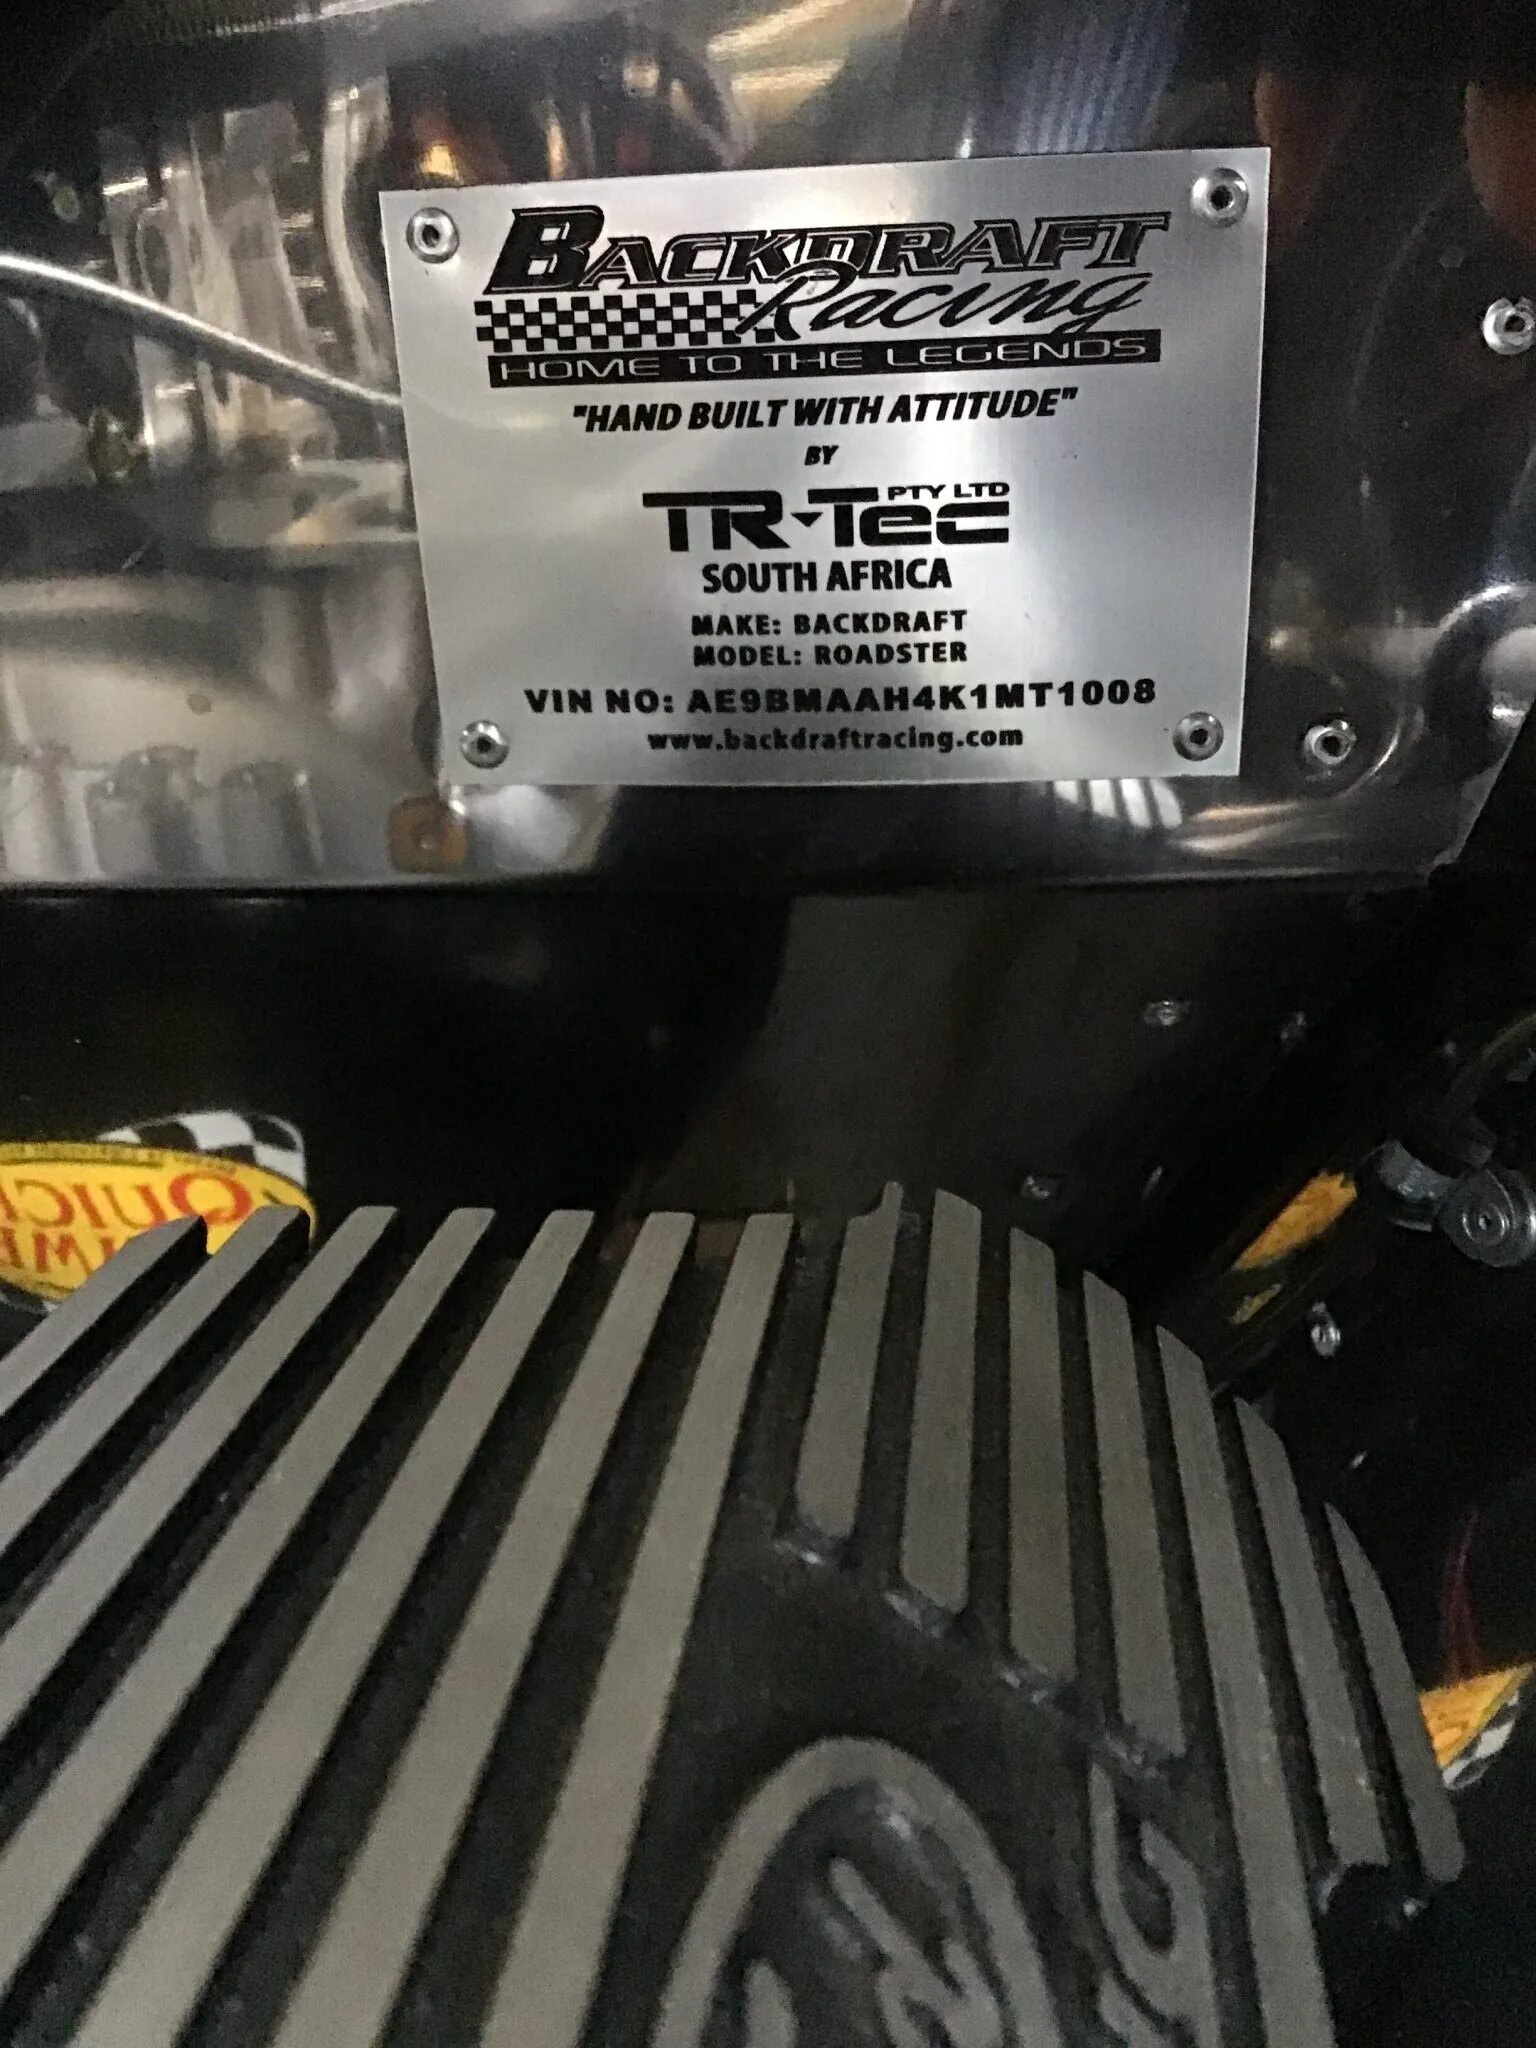 BACKDRAFT
Racing
HOME TO THE LEGENDS
"HAND BUILT WITH ATTITUDE"
BY
TR-TEC PTY LTD
SOUTH AFRICA
MAKE: BACKDRAFT
MODEL: ROADSTER
VIN NO: AE9BMAAH4K1MT1008
www.backdraftracing.com